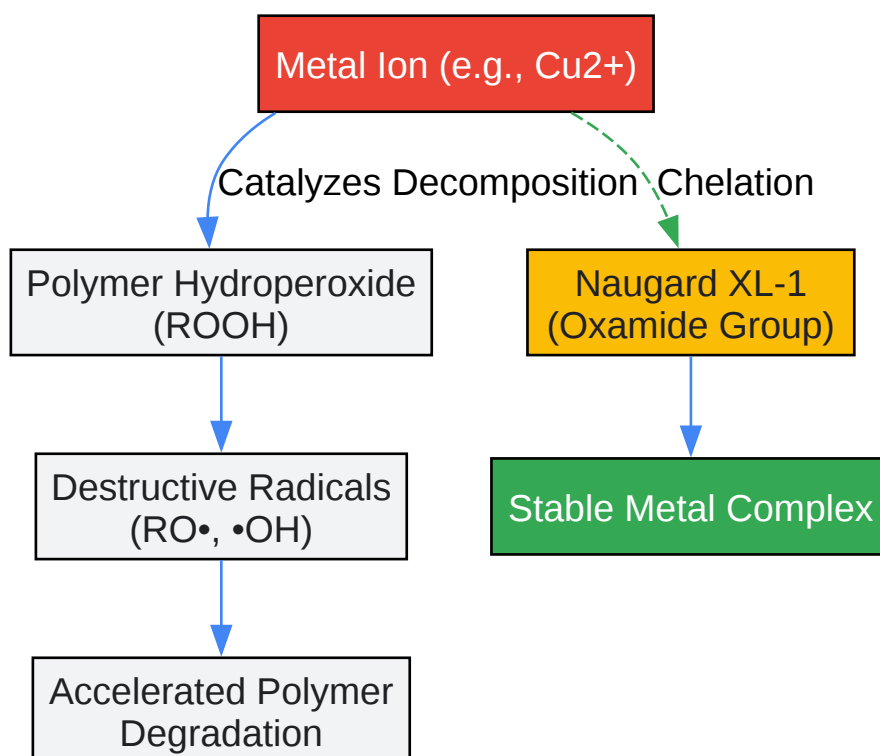 Metal Ion (e.g., Cu2+)
Catalyzes Decomposition
Chelation
Polymer Hydroperoxide
(ROOH)
Naugard XL-1
(Oxamide Group)
Destructive Radicals
(RO•, •OH)
Stable Metal Complex
Accelerated Polymer
Degradation